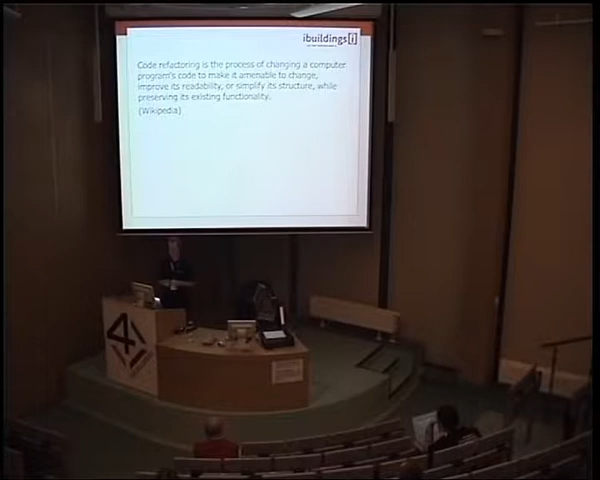 ibuildings[i]
Code refactoring is the process of changing a computer
program's code to make it amenable to change,
improve its readability, or simplify its structure, while
preserving its existing functionality.
(Wikipedia)
4